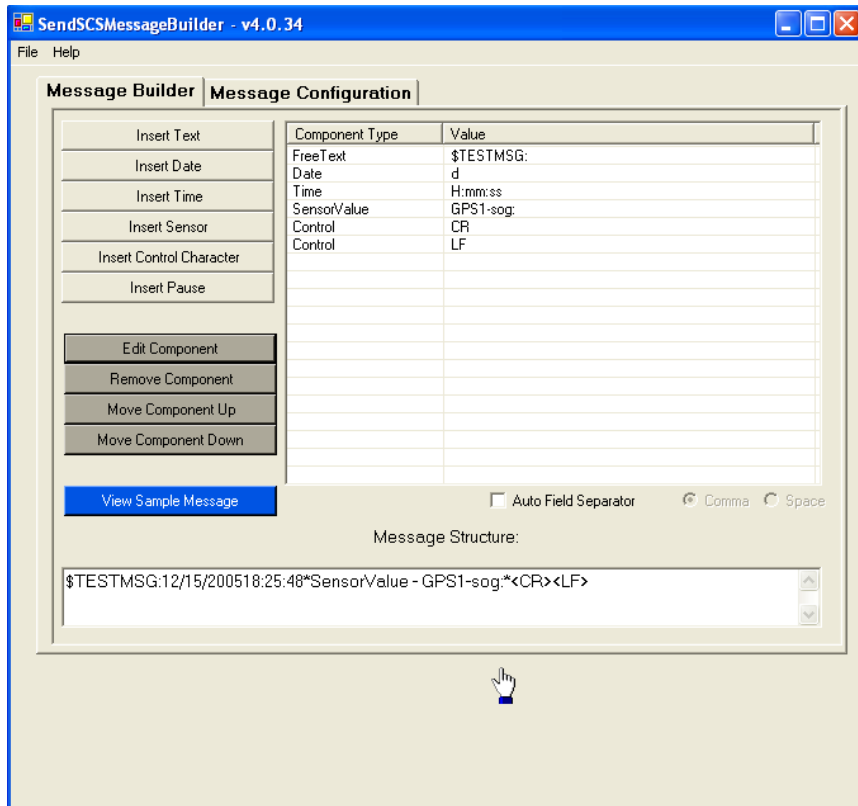 SendSCSMessageBuilder - v4.0.34
File Help
Message Builder Message Configuration
Insert Text
Insert Date
Insert Time
Insert Sensor
Insert Control Character
Insert Pause
Edit Component
Remove Component
Move Component Up
Move Component Down
View Sample Message
Component Type Value
FreeText $TESTMSG:
Date d
Time H:mm:ss
SensorValue GPS1-sog:
Control CR
Control LF
Auto Field Separator Comma Space
Message Structure:
$TESTMSG:12/15/200518:25:48*SensorValue - GPS1-sog:*<CR><LF>